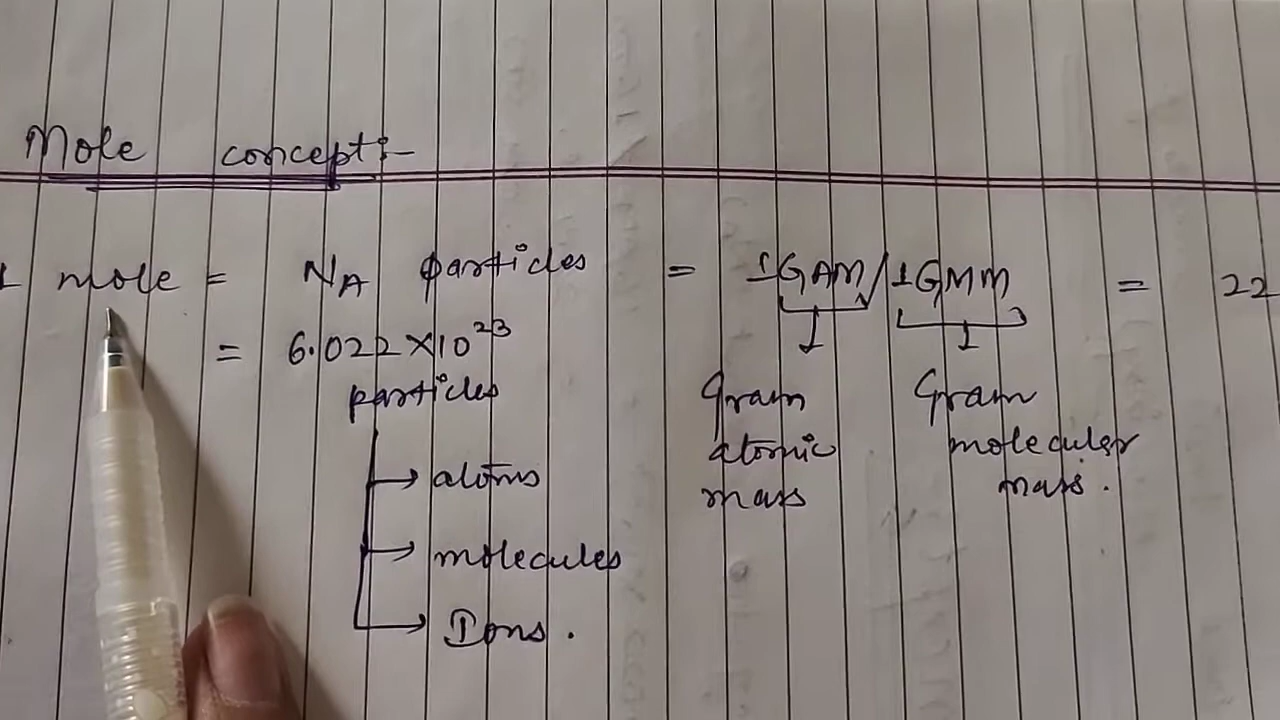 Mole concept:-
1 mole = NA particles = 1GAM/1GMM = 22
= 6.022×10²³
particles
Gram atomic mass
Gram moleculer mass.
→ atoms
→ molecules
→ Ions.